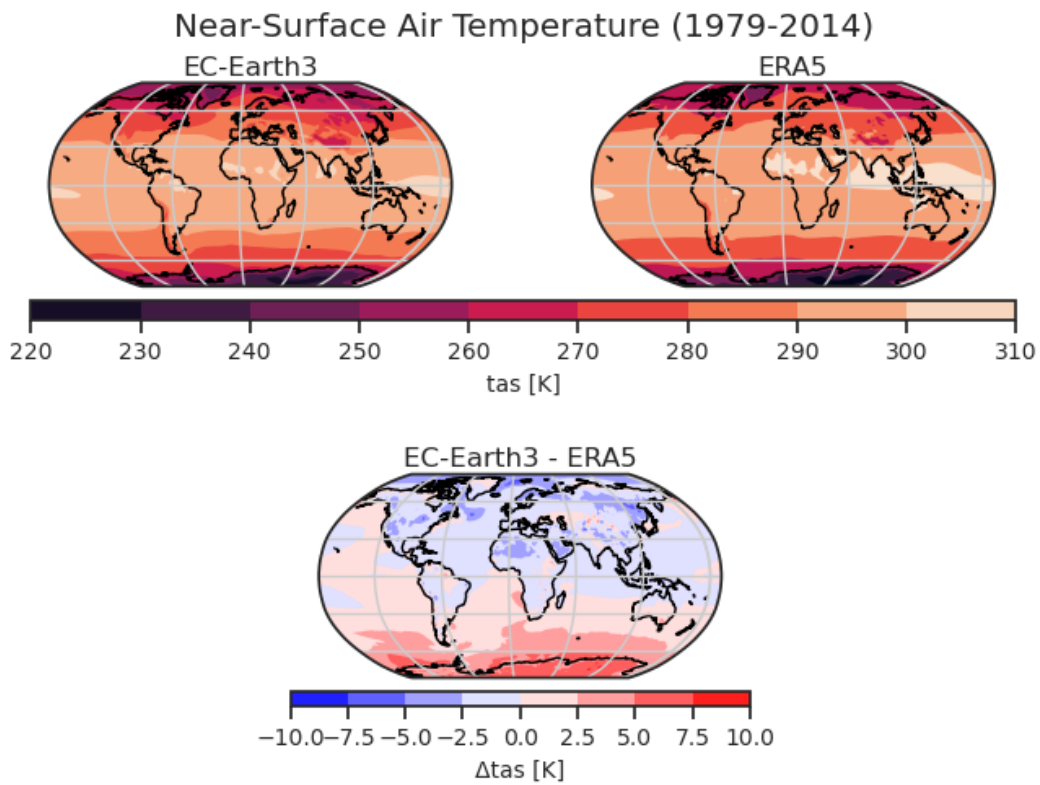 Near-Surface Air Temperature (1979-2014)
EC-Earth3
ERA5
220 230 240 250 260 270 280 290 300 310
tas [K]
EC-Earth3 - ERA5
−10.0 −7.5 −5.0 −2.5 0.0 2.5 5.0 7.5 10.0
Δtas [K]